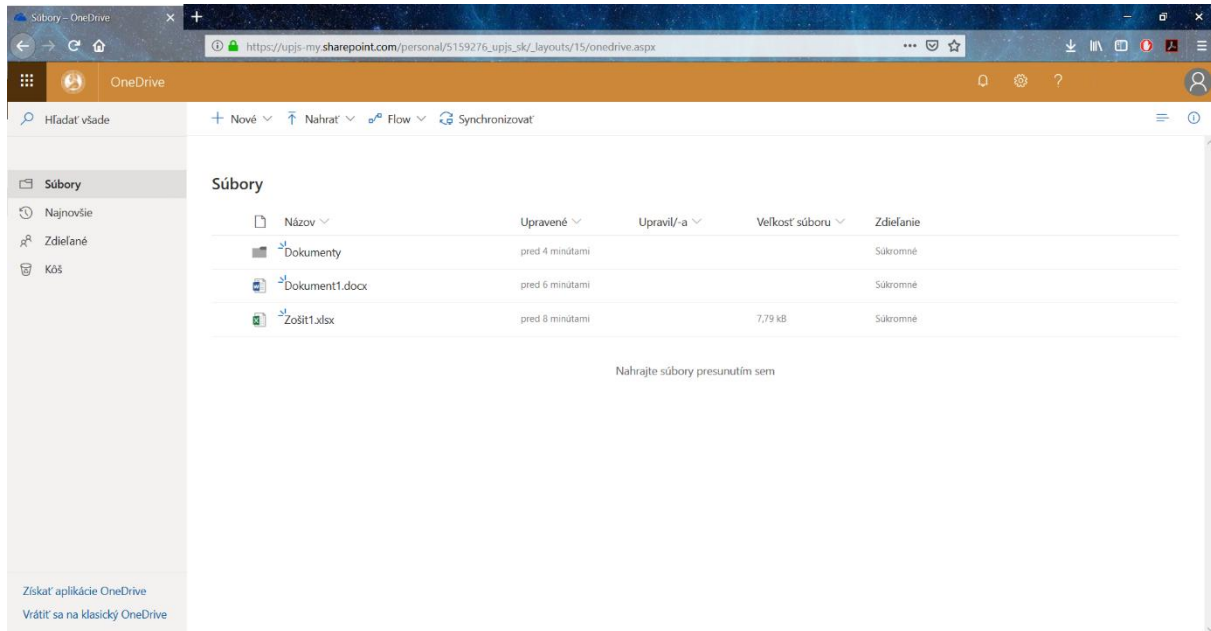 Súbory – OneDrive
https://upjs-my.sharepoint.com/personal/5159276_upjs_sk/_layouts/15/onedrive.aspx
OneDrive
Hľadať všade
Nové
Nahrať
Flow
Synchronizovať
Súbory
Najnovšie
Zdieľané
Kôš
Súbory
Názov Upravené Upravil/-a Veľkosť súboru Zdieľanie
Dokumenty pred 4 minútami Súkromné
Dokument1.docx pred 6 minútami Súkromné
Zošit1.xlsx pred 8 minútami 7,79 kB Súkromné
Nahrajte súbory presunutím sem
Získať aplikácie OneDrive
Vrátiť sa na klasický OneDrive